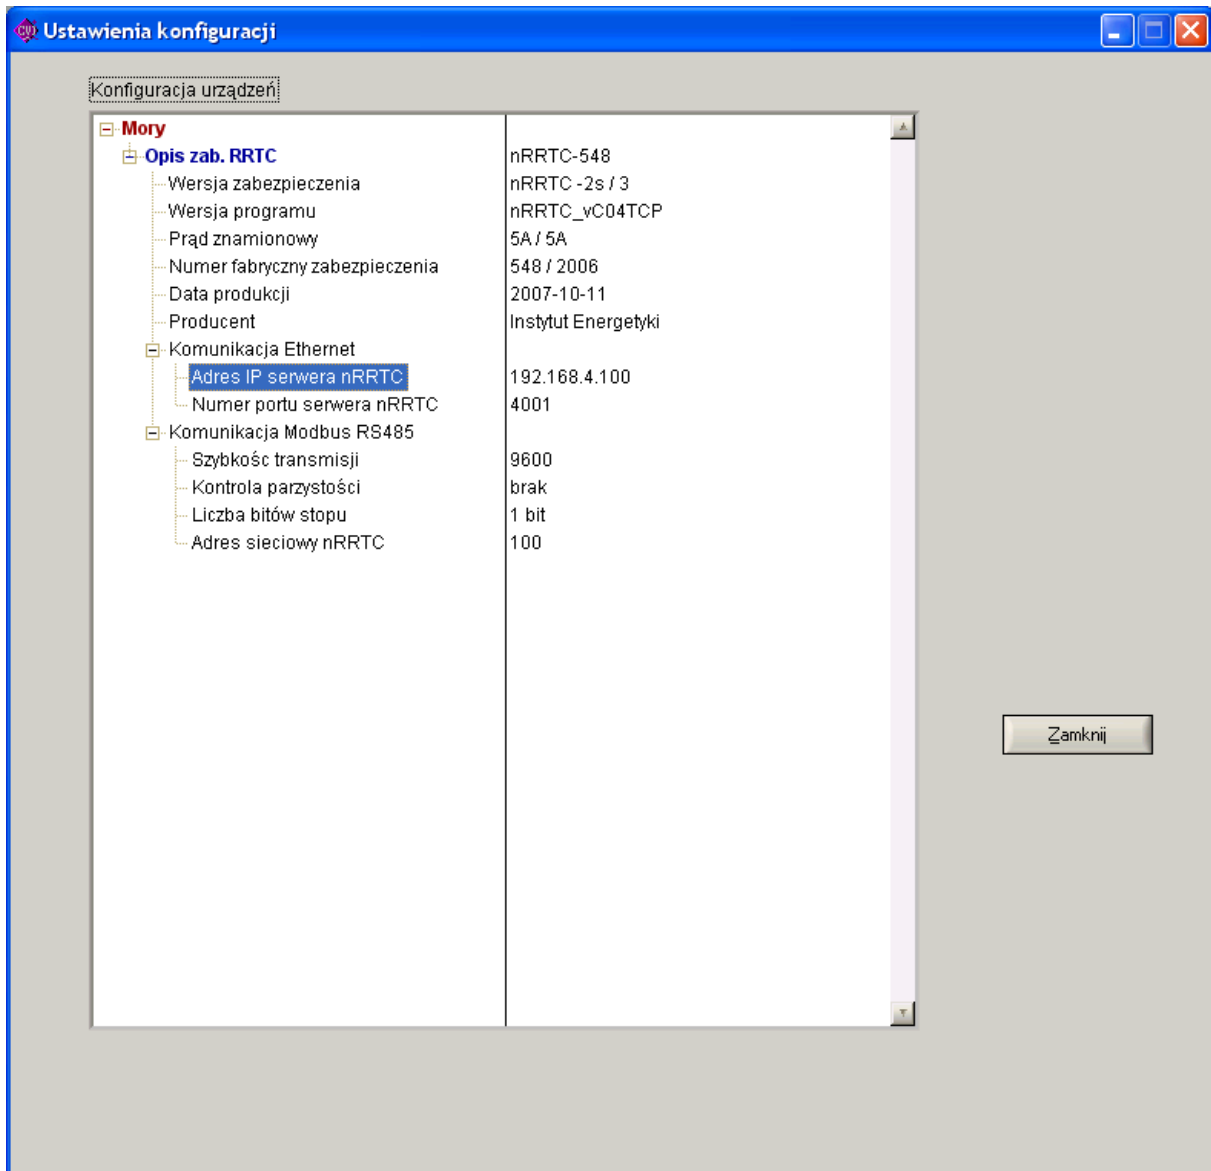 CVI Ustawienia konfiguracji
Konfiguracja urządzeń
Mory
Opis zab. RRTC nRRTC-548
Wersja zabezpieczenia nRRTC -2s / 3
Wersja programu nRRTC_vC04TCP
Prąd znamionowy 5A / 5A
Numer fabryczny zabezpieczenia 548 / 2006
Data produkcji 2007-10-11
Producent Instytut Energetyki
Komunikacja Ethernet
Adres IP serwera nRRTC 192.168.4.100
Numer portu serwera nRRTC 4001
Komunikacja Modbus RS485
Szybkośc transmisji 9600
Kontrola parzystości brak
Liczba bitów stopu 1 bit
Adres sieciowy nRRTC 100
Zamknij